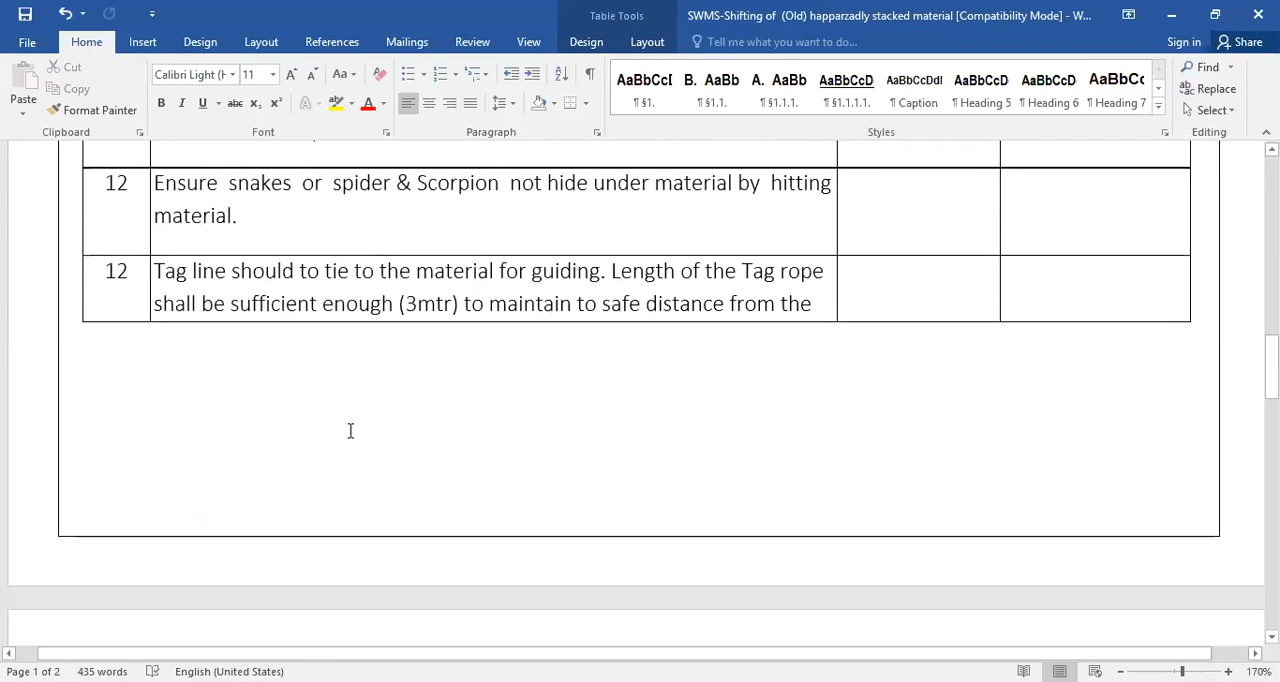 Table Tools
SWMS-Shifting of (Old) happarzadly stacked material [Compatibility Mode] - W...
File
Home
Insert
Design
Layout
References
Mailings
Review
View
Design
Layout
Tell me what you want to do...
Sign in
Share
Paste
Cut
Copy
Format Painter
Calibri Light (H
11
Aa
B I U abc X₂ X²
A
AaBbCcI
¶ §1.
B. AaBb
¶ §1.1.
A. AaBb
¶ §1.1.1.
AaBbCcD
¶ §1.1.1.1.
AaBbCcDdI
¶ Caption
AaBbCcD
¶ Heading 5
AaBbCcD
¶ Heading 6
AaBbCc
¶ Heading 7
Find
Replace
Select
Clipboard
Font
Paragraph
Styles
Editing
12
Ensure snakes or spider & Scorpion not hide under material by hitting
material.
12
Tag line should to tie to the material for guiding. Length of the Tag rope
shall be sufficient enough (3mtr) to maintain to safe distance from the
Page 1 of 2
435 words
English (United States)
170%